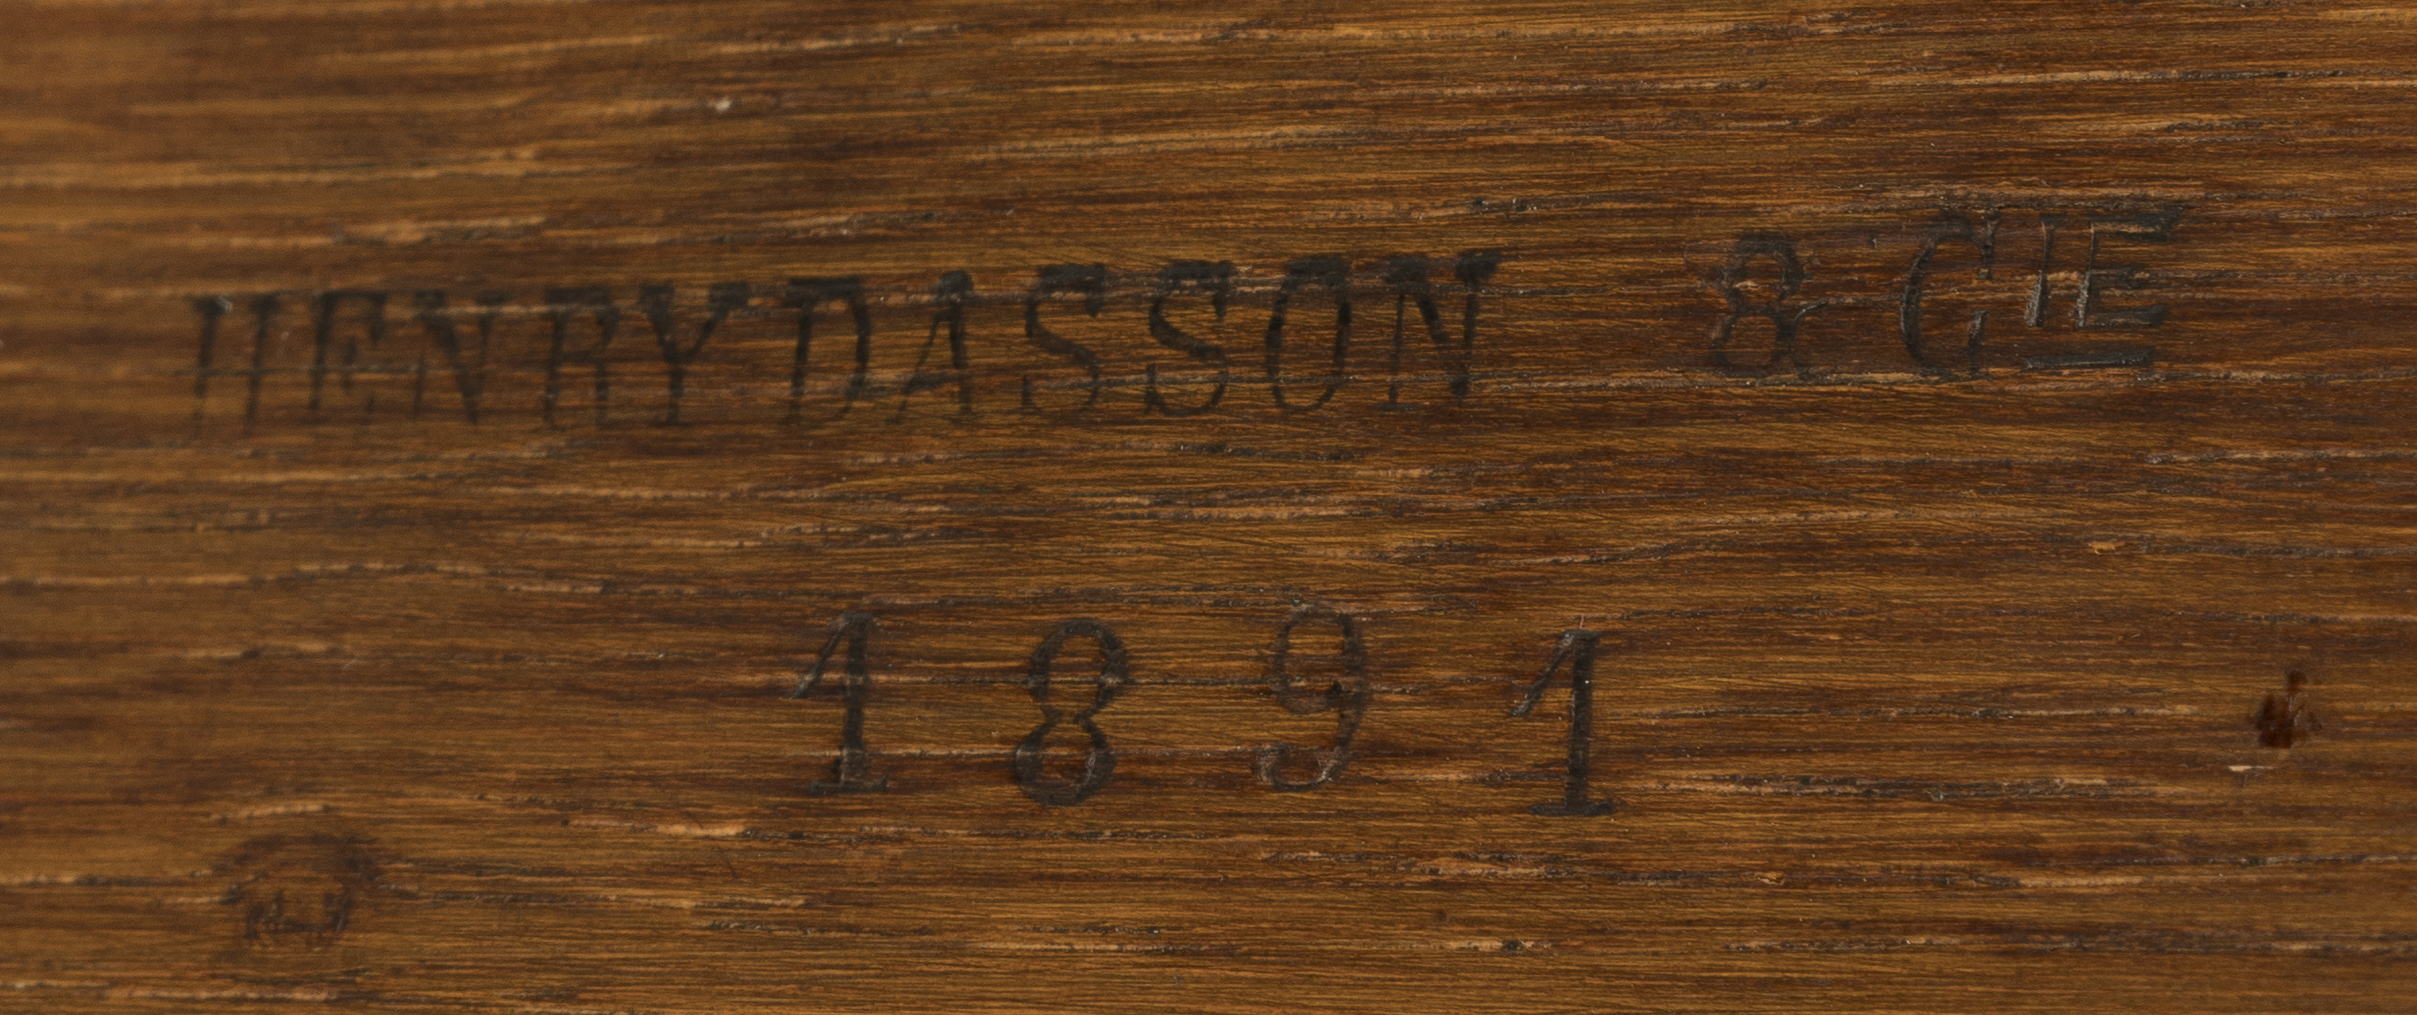 HENRY DASSON & CIE
1891